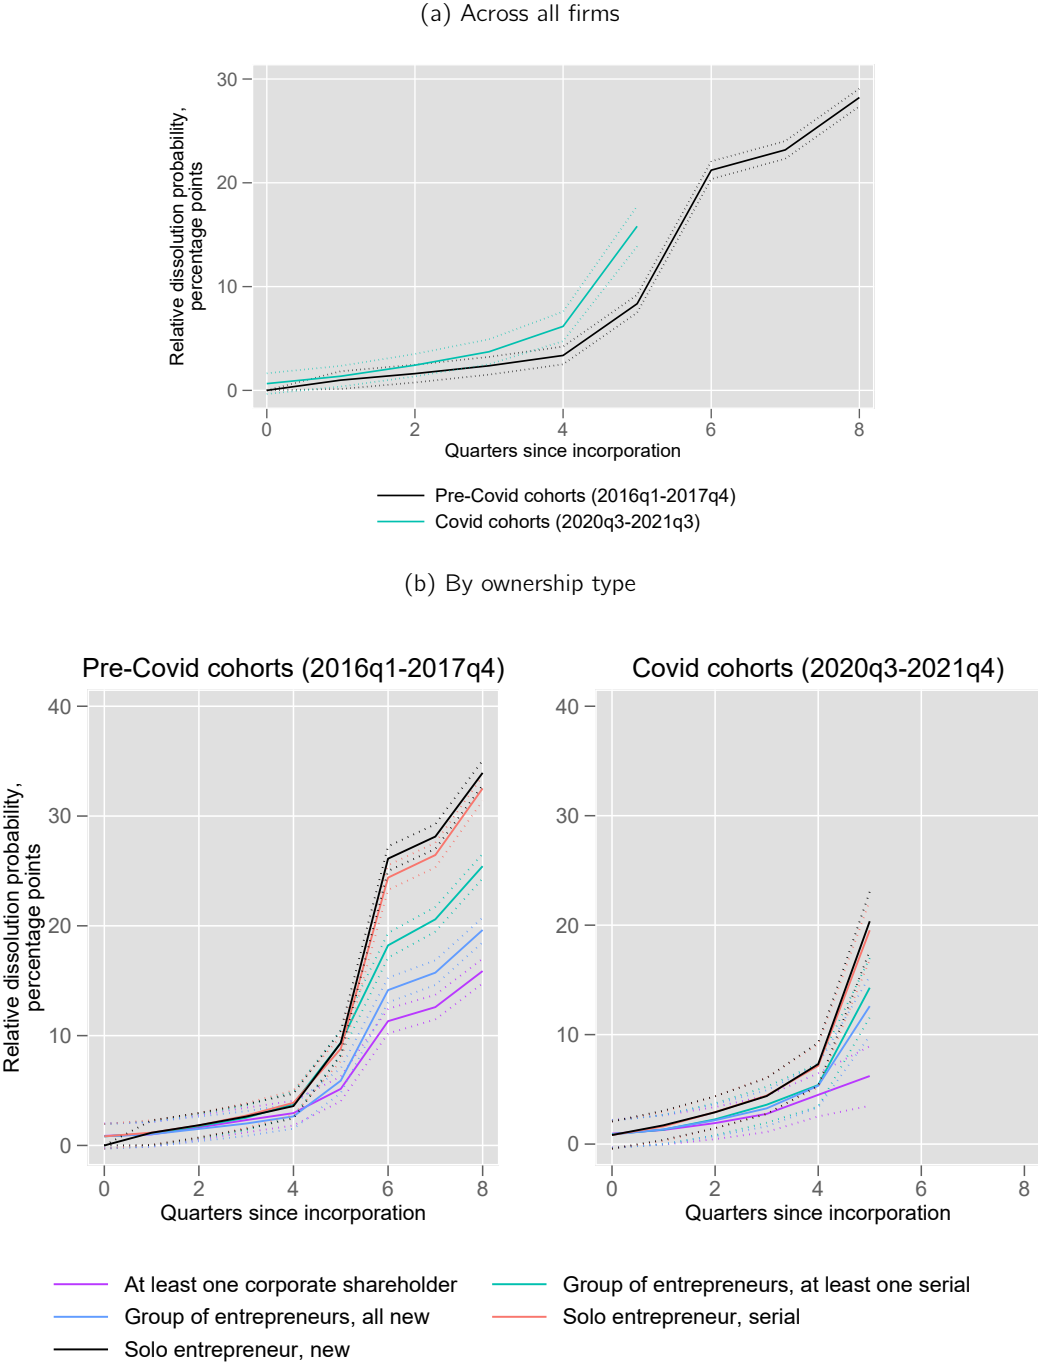 (a) Across all firms
Relative dissolution probability,
percentage points
30
20
10
0
0 2 4 6 8
Quarters since incorporation
Pre-Covid cohorts (2016q1-2017q4)
Covid cohorts (2020q3-2021q3)
(b) By ownership type
Pre-Covid cohorts (2016q1-2017q4)
Relative dissolution probability,
percentage points
40
30
20
10
0
0 2 4 6 8
Quarters since incorporation
Covid cohorts (2020q3-2021q4)
40
30
20
10
0
0 2 4 6 8
Quarters since incorporation
At least one corporate shareholder
Group of entrepreneurs, at least one serial
Group of entrepreneurs, all new
Solo entrepreneur, serial
Solo entrepreneur, new